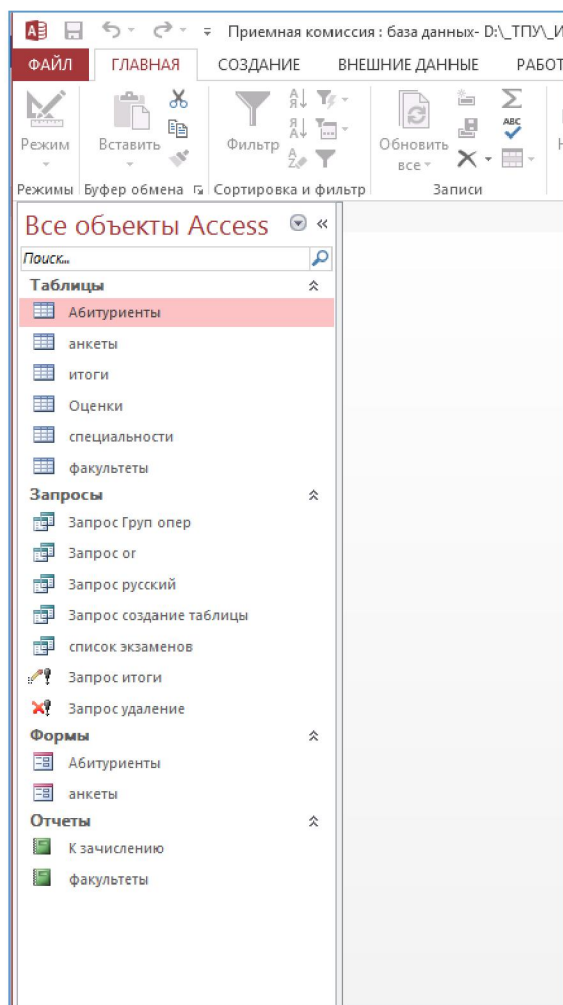 Приемная комиссия : база данных- D:\_ТПУ\_И
ФАЙЛ ГЛАВНАЯ СОЗДАНИЕ ВНЕШНИЕ ДАННЫЕ РАБОТ
Режим Вставить Фильтр Обновить все
Режимы Буфер обмена Сортировка и фильтр Записи
Все объекты Access
Поиск...
Таблицы
Абитуриенты
анкеты
итоги
Оценки
специальности
факультеты
Запросы
Запрос Груп опер
Запрос or
Запрос русский
Запрос создание таблицы
список экзаменов
Запрос итоги
Запрос удаление
Формы
Абитуриенты
анкеты
Отчеты
К зачислению
факультеты